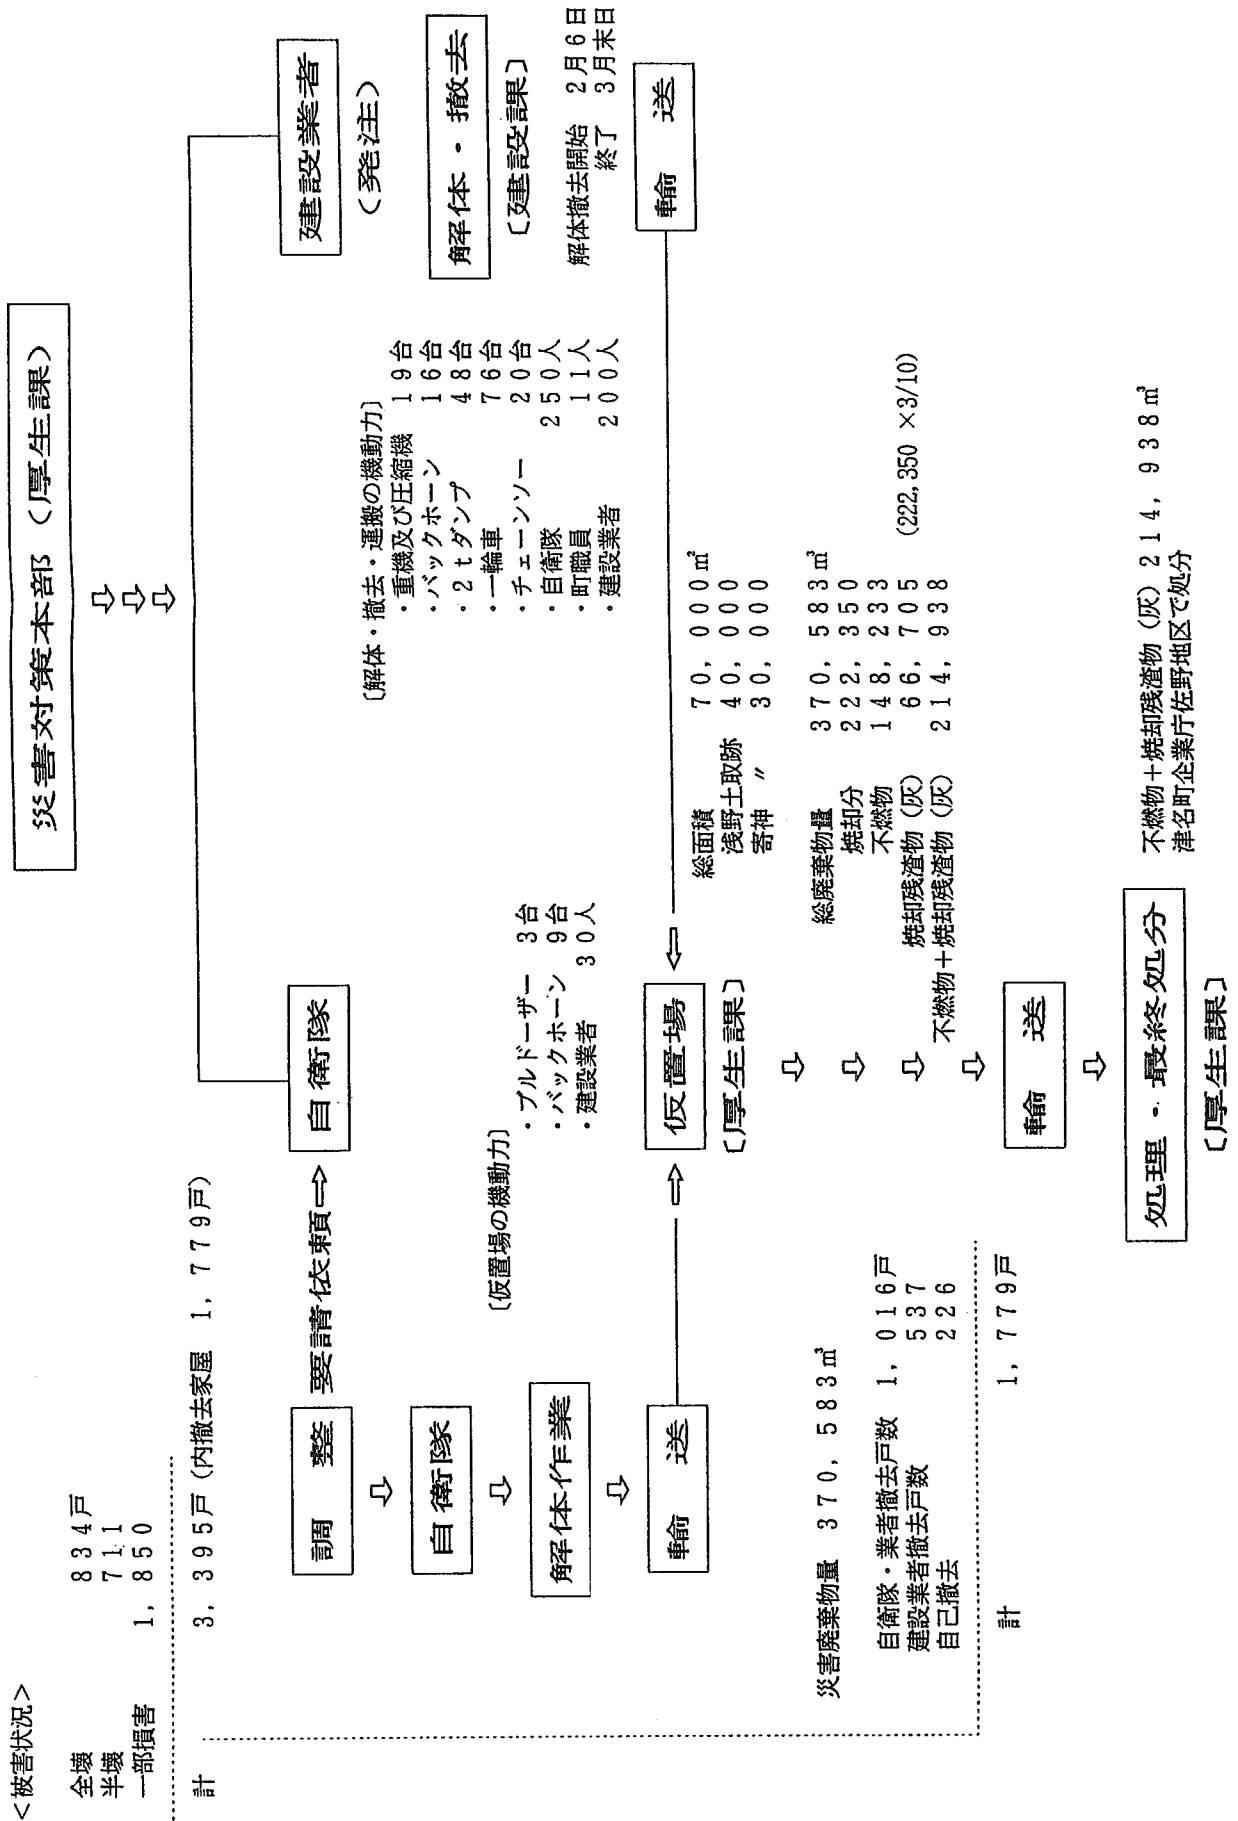 災害対策本部（厚生課）
＜被害状況＞
全壊 834戸
半壊 711
一部損害 1,850
計 3,395戸（内撤去家屋 1,779戸）
調整
要請依頼⇨
自衛隊
建設業者
（発注）
自衛隊
解体・撤去
〔建設課〕
解体撤去開始 2月6日
終了 3月末日
解体作業
〔解体・撤去・運搬の機動力〕
・重機及び圧縮機 19台
・バックホーン 16台
・2tダンプ 48台
・一輪車 76台
・チェーンソー 20台
・自衛隊 250人
・町職員 11人
・建設業者 200人
〔仮置場の機動力〕
・ブルドーザー 3台
・バックホーン 9台
・建設業者 30人
輸送
仮置場
〔厚生課〕
輸送
総面積 70,000㎡
浅野土取跡 40,000
寄神 〃 30,000
総廃棄物量 370,583㎥
焼却分 222,350
不燃物 148,233
焼却残渣物（灰） 66,705 (222,350 ×3/10)
不燃物＋焼却残渣物（灰） 214,938
災害廃棄物量 370,583㎥
自衛隊・業者撤去戸数 1,016戸
建設業者撤去戸数 537
自己撤去 226
計 1,779戸
輸送
処理・最終処分
〔厚生課〕
不燃物＋焼却残渣物（灰） 214,938㎥
津名町企業庁佐野地区で処分